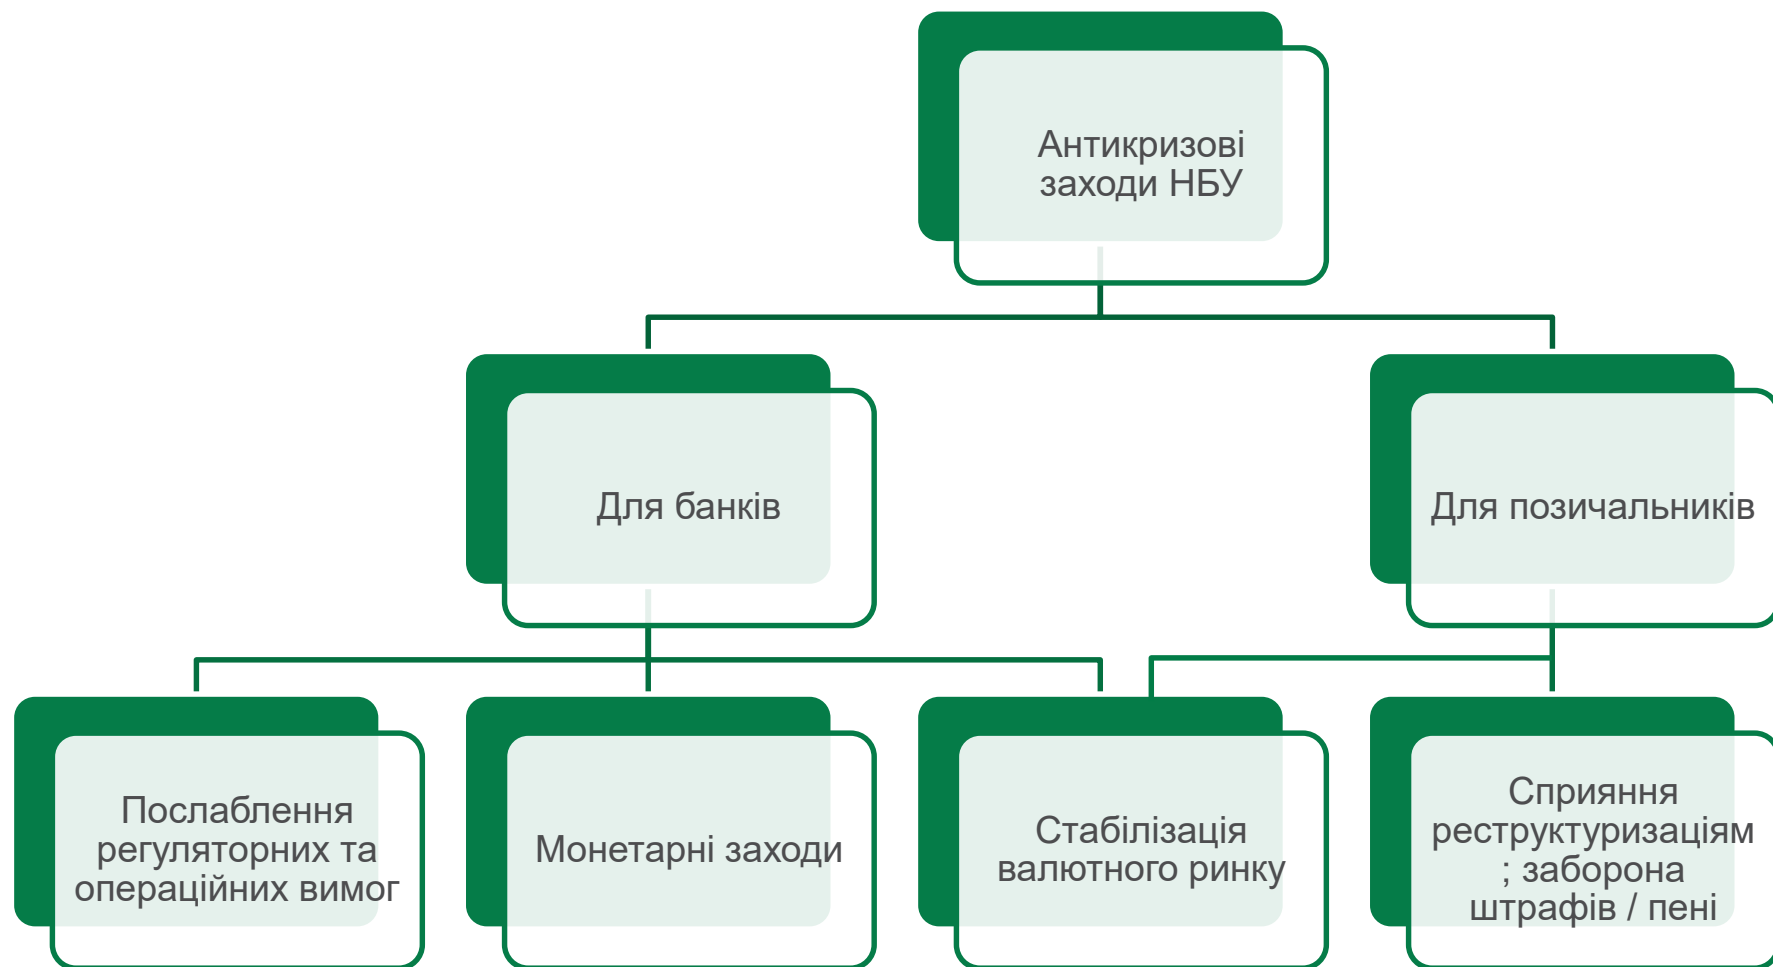 Антикризові
заходи НБУ
Для банків
Для позичальників
Послаблення
регуляторних та
операційних вимог
Монетарні заходи
Стабілізація
валютного ринку
Сприяння
реструктуризаціям
; заборона
штрафів / пені